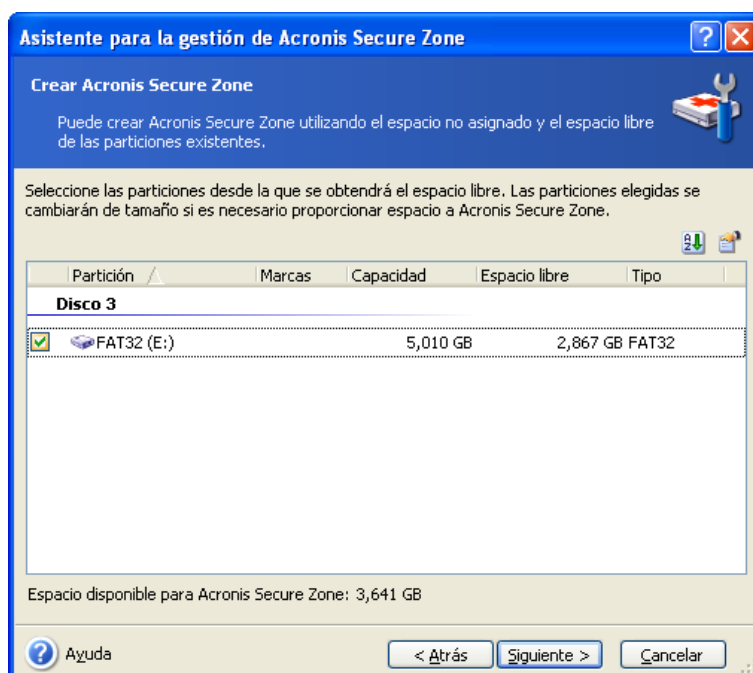 Asistente para la gestión de Acronis Secure Zone
Crear Acronis Secure Zone
Puede crear Acronis Secure Zone utilizando el espacio no asignado y el espacio libre
de las particiones existentes.
Seleccione las particiones desde la que se obtendrá el espacio libre. Las particiones elegidas se
cambiarán de tamaño si es necesario proporcionar espacio a Acronis Secure Zone.
Partición Marcas Capacidad Espacio libre Tipo
Disco 3
FAT32 (E:) 5,010 GB 2,867 GB FAT32
Espacio disponible para Acronis Secure Zone: 3,641 GB
Ayuda < Atrás Siguiente > Cancelar